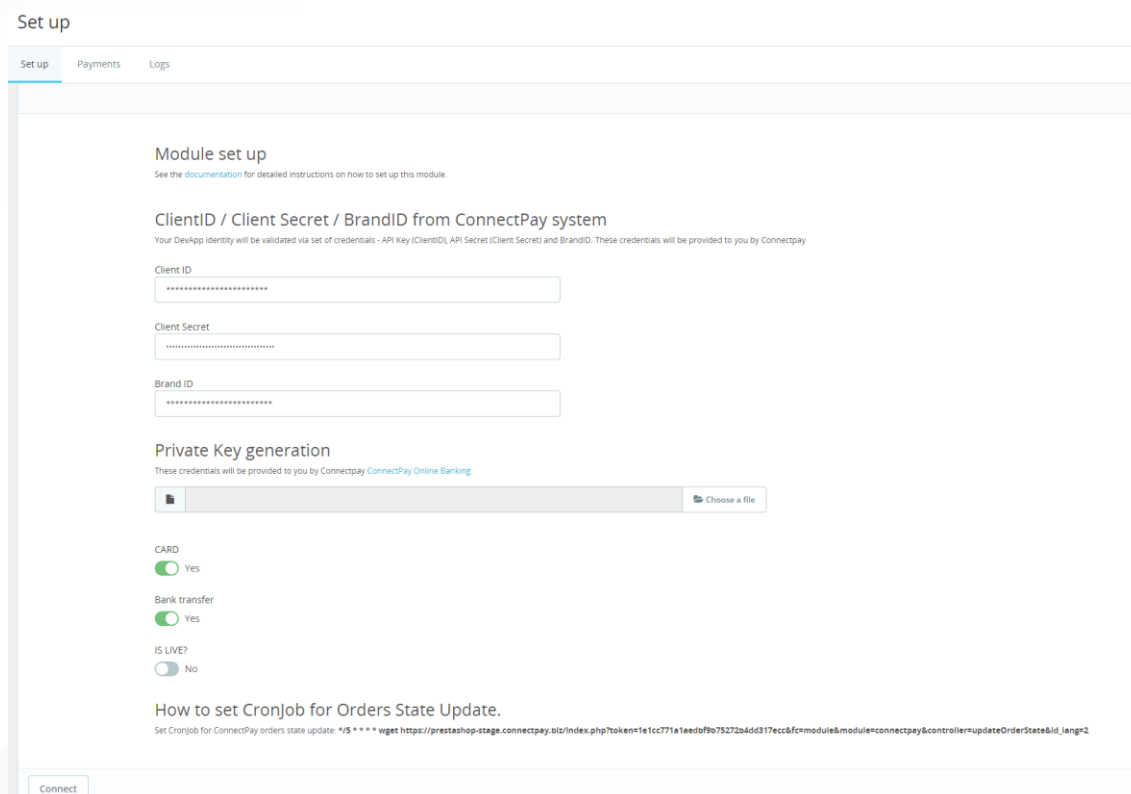 Set up
Set up Payments Logs
Module set up
See the documentation for detailed instructions on how to set up this module.
ClientID / Client Secret / BrandID from ConnectPay system
Your DevApp identity will be validated via set of credentials - API Key (ClientID), API Secret (Client Secret) and BrandID. These credentials will be provided to you by Connectpay
Client ID
************************
Client Secret
••••••••••••••••••••••••••••••••••••
Brand ID
*************************
Private Key generation
These credentials will be provided to you by Connectpay ConnectPay Online Banking
Choose a file
CARD
Yes
Bank transfer
Yes
IS LIVE?
No
How to set CronJob for Orders State Update.
Set CronJob for ConnectPay orders state update: */5 * * * * wget https://prestashop-stage.connectpay.biz/index.php?token=1e1cc771a1aedbf9b75272b4dd317ecc&fc=module&module=connectpay&controller=updateOrderState&id_lang=2
Connect